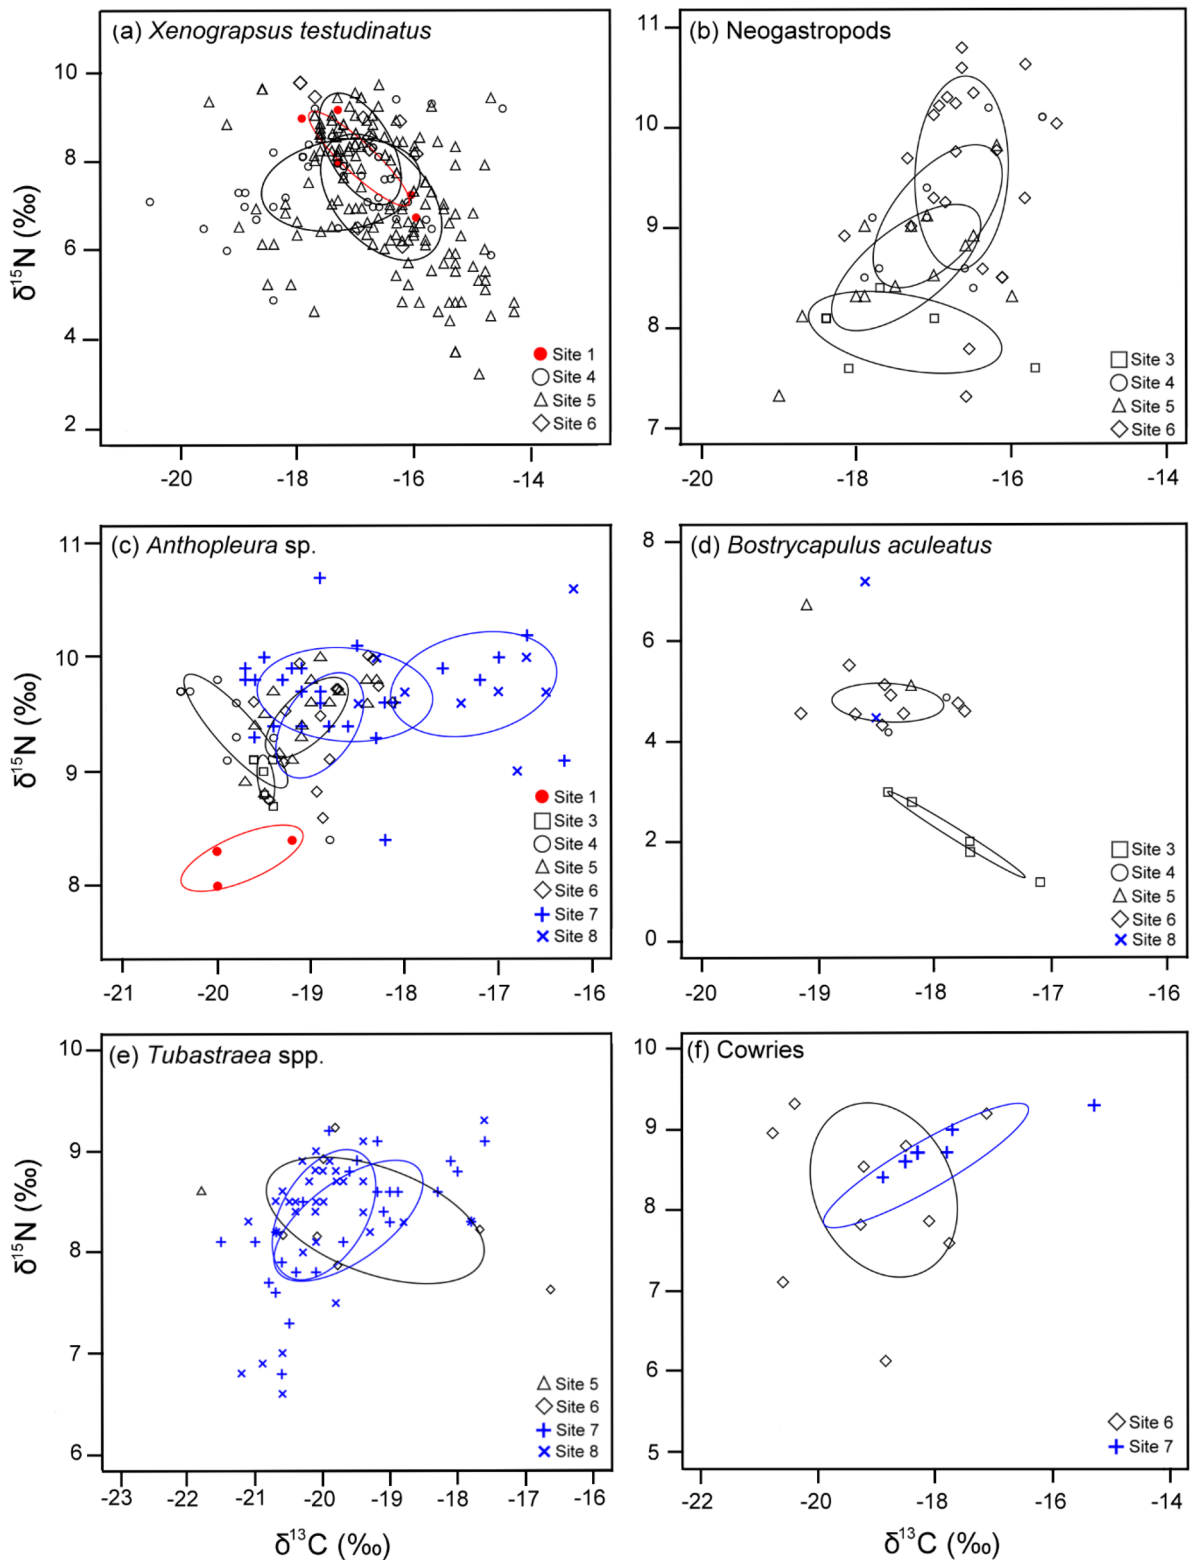 (a) Xenograpsus testudinatus
10
8
6
4
2
δ¹⁵N (‰)
Site 1
Site 4
Site 5
Site 6
-20
-18
-16
-14
(b) Neogastropods
11
10
9
8
7
Site 3
Site 4
Site 5
Site 6
-18
-16
-14
(c) Anthopleura sp.
11
10
9
8
δ¹⁵N (‰)
Site 1
Site 3
Site 4
Site 5
Site 6
Site 7
Site 8
-21
-20
-19
-18
-17
-16
(d) Bostrycapulus aculeatus
8
6
4
2
0
Site 3
Site 4
Site 5
Site 6
Site 8
-20
-19
-18
-17
-16
(e) Tubastraea spp.
10
9
8
7
6
δ¹⁵N (‰)
Site 5
Site 6
Site 7
Site 8
-23
-22
-21
-20
-19
-18
-17
-16
δ¹³C (‰)
(f) Cowries
10
9
8
7
6
5
Site 6
Site 7
-22
-20
-18
-16
-14
δ¹³C (‰)